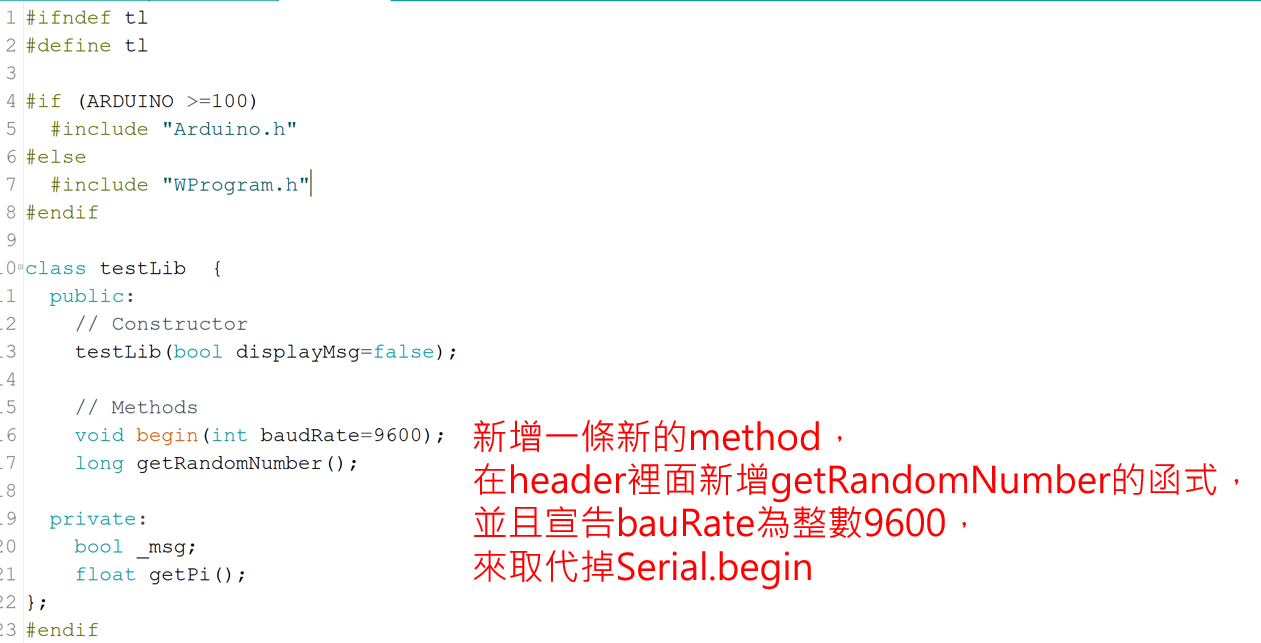 1 #ifndef tl
2 #define tl
3
4 #if (ARDUINO >=100)
5 #include "Arduino.h"
6 #else
7 #include "WProgram.h"
8 #endif
9
10 class testLib {
11 public:
12 // Constructor
13 testLib(bool displayMsg=false);
14
15 // Methods
16 void begin(int baudRate=9600);
17 long getRandomNumber();
18
19 private:
20 bool _msg;
21 float getPi();
22 };
23 #endif
新增一條新的method，
在header裡面新增getRandomNumber的函式，
並且宣告bauRate為整數9600，
來取代掉Serial.begin